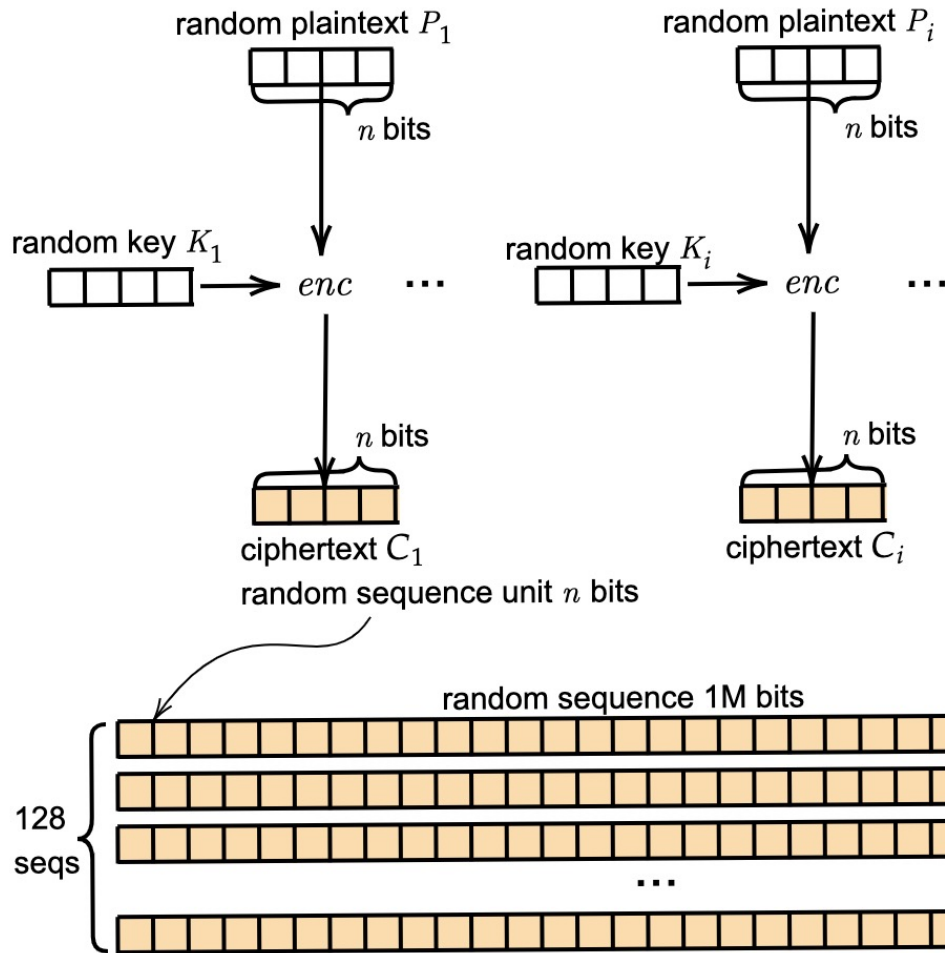 random plaintext P₁
random plaintext Pᵢ
n bits
n bits
random key K₁
random key Kᵢ
enc
...
enc
...
n bits
n bits
ciphertext C₁
ciphertext Cᵢ
random sequence unit n bits
random sequence 1M bits
128
seqs
...